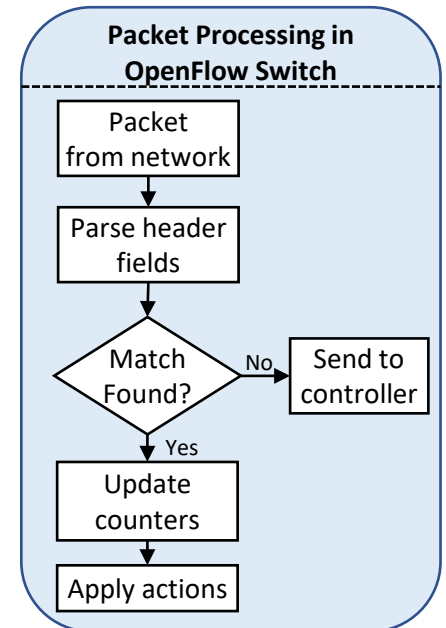 Packet Processing in
OpenFlow Switch
Packet
from network
Parse header
fields
Match
Found?
No
Send to
controller
Yes
Update
counters
Apply actions